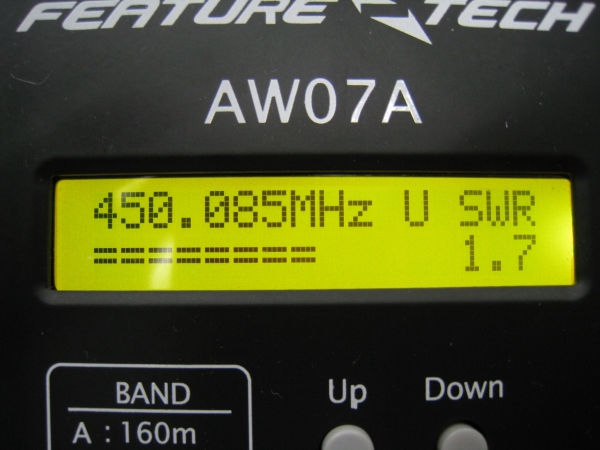 FEATURE TECH
AW07A
450.085MHz U SWR
======== 1.7
BAND
Up
Down
A : 160m